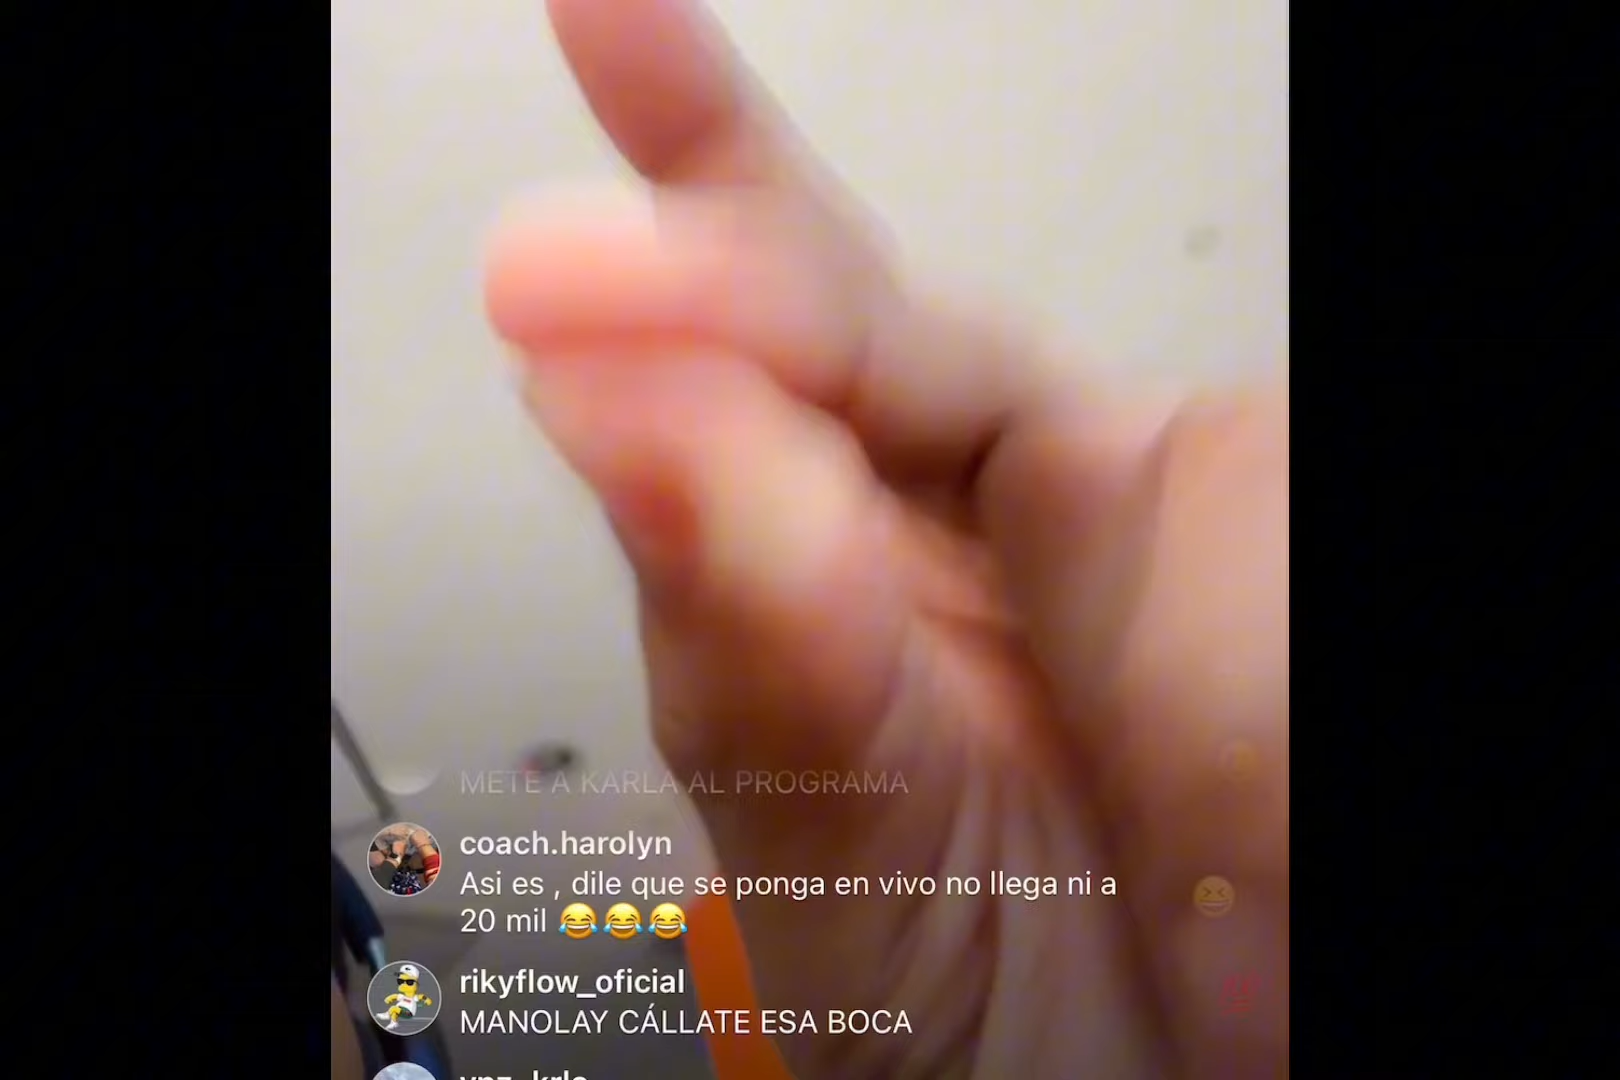 METE A KARLA AL PROGRAMA
coach.harolyn
Asi es , dile que se ponga en vivo no llega ni a
20 mil 😂😂😂
rikyflow_oficial
MANOLAY CÁLLATE ESA BOCA